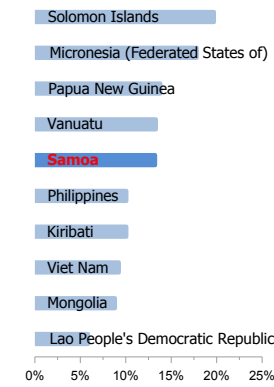 Solomon Islands
Micronesia (Federated States of)
Papua New Guinea
Vanuatu
Samoa
Philippines
Kiribati
Viet Nam
Mongolia
Lao People's Democratic Republic
0% 5% 10% 15% 20% 25%